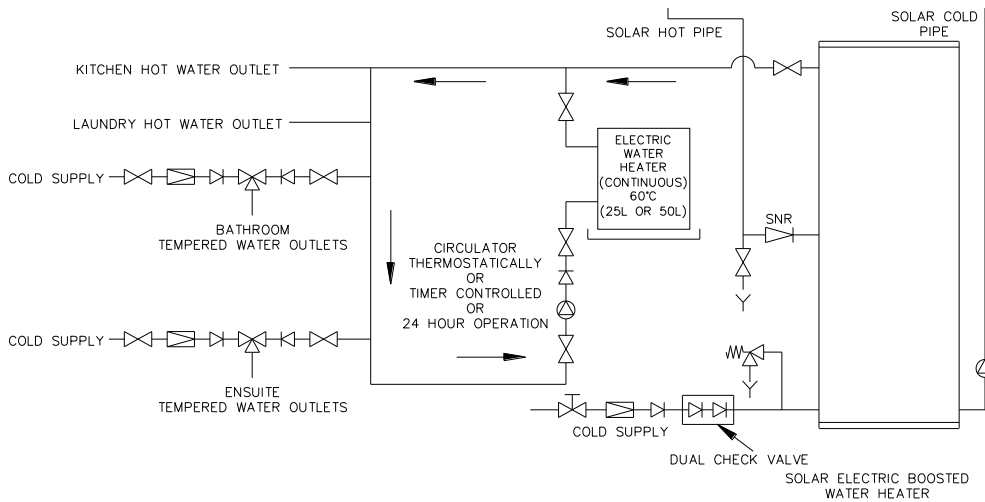 SOLAR COLD
PIPE
SOLAR HOT PIPE
KITCHEN HOT WATER OUTLET
LAUNDRY HOT WATER OUTLET
ELECTRIC
WATER
HEATER
(CONTINUOUS)
60°C
(25L OR 50L)
COLD SUPPLY
BATHROOM
TEMPERED WATER OUTLETS
SNR
CIRCULATOR
THERMOSTATICALLY
OR
TIMER CONTROLLED
OR
24 HOUR OPERATION
COLD SUPPLY
ENSUITE
TEMPERED WATER OUTLETS
COLD SUPPLY
DUAL CHECK VALVE
SOLAR ELECTRIC BOOSTED
WATER HEATER